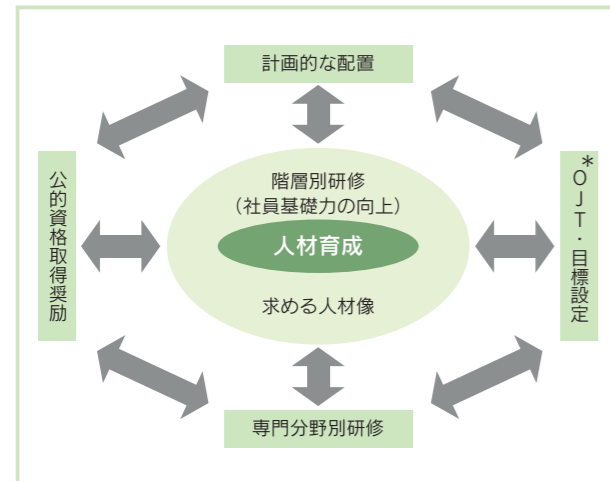 計画的な配置
公的資格取得奨励
階層別研修
（社員基礎力の向上）
人材育成
求める人材像
＊OJT・目標設定
専門分野別研修